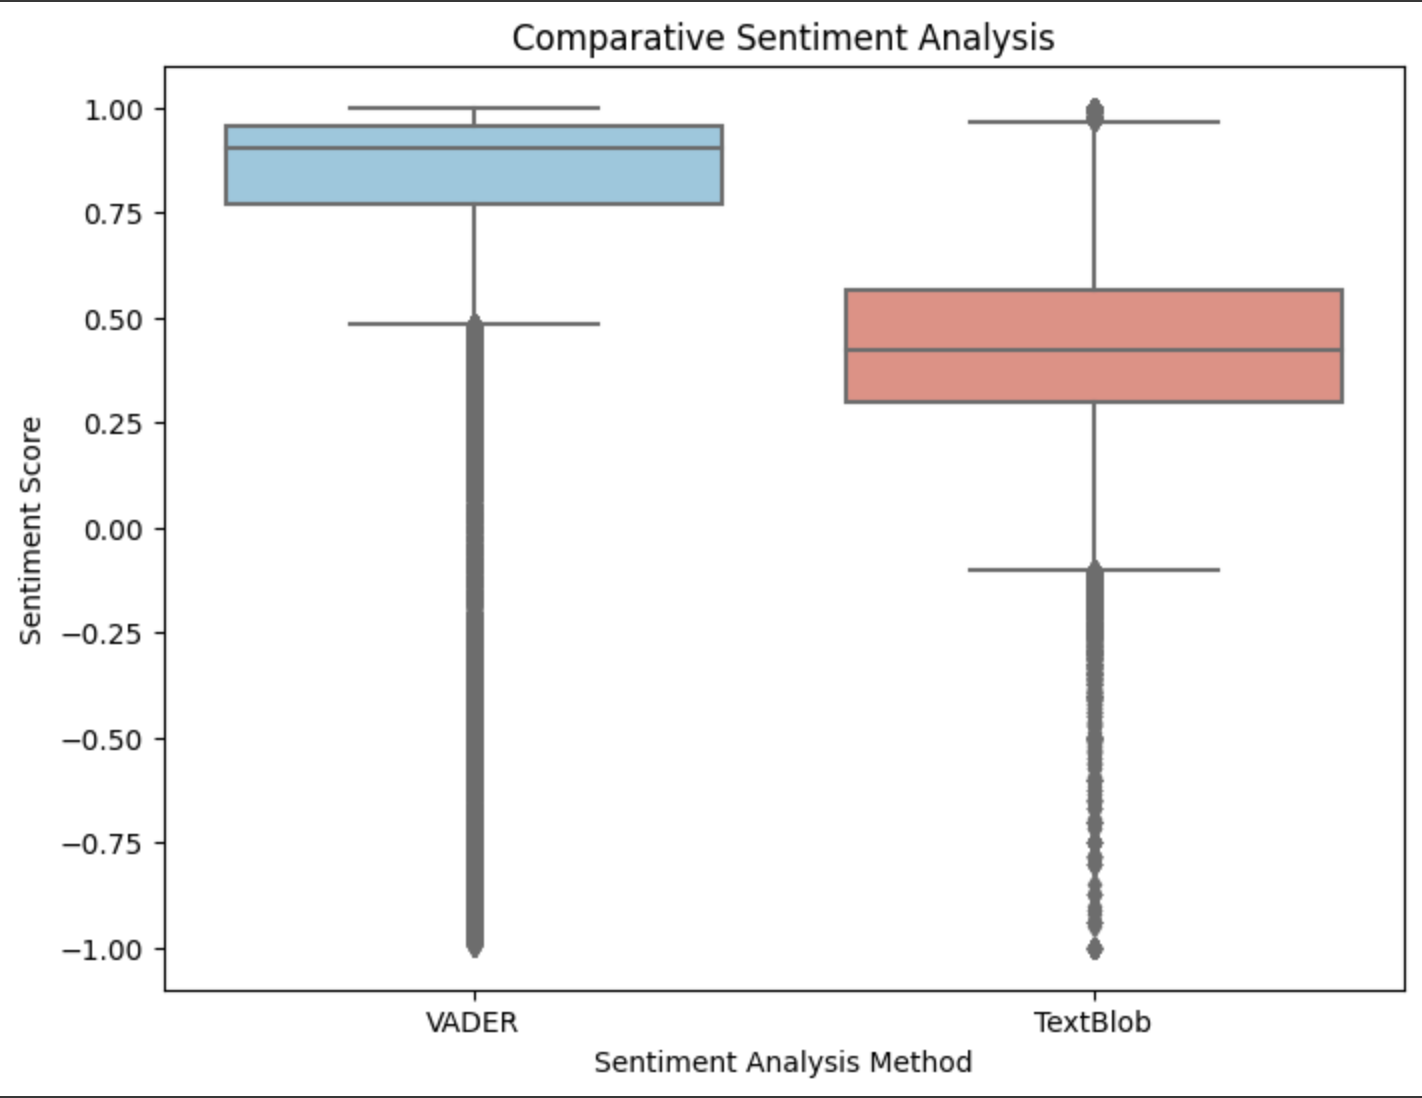 Comparative Sentiment Analysis
1.00
0.75
0.50
0.25
0.00
−0.25
−0.50
−0.75
−1.00
Sentiment Score
VADER
TextBlob
Sentiment Analysis Method